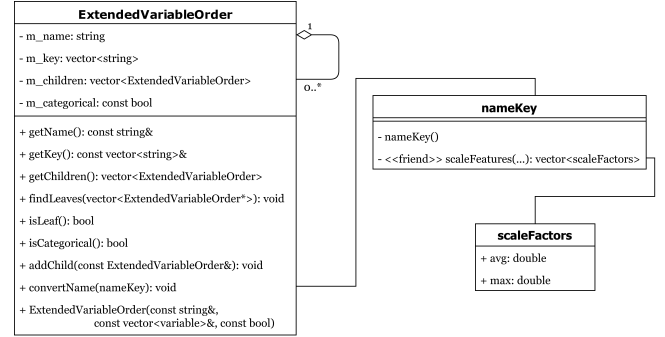 ExtendedVariableOrder
- m_name: string
- m_key: vector<string>
- m_children: vector<ExtendedVariableOrder>
- m_categorical: const bool
+ getName(): const string&
+ getKey(): const vector<string>&
+ getChildren(): vector<ExtendedVariableOrder>
+ findLeaves(vector<ExtendedVariableOrder*>): void
+ isLeaf(): bool
+ isCategorical(): bool
+ addChild(const ExtendedVariableOrder&): void
+ convertName(nameKey): void
+ ExtendedVariableOrder(const string&,
const vector<variable>&, const bool)
1
0..*
nameKey
- nameKey()
- <<friend>> scaleFeatures(...): vector<scaleFactors>
scaleFactors
+ avg: double
+ max: double